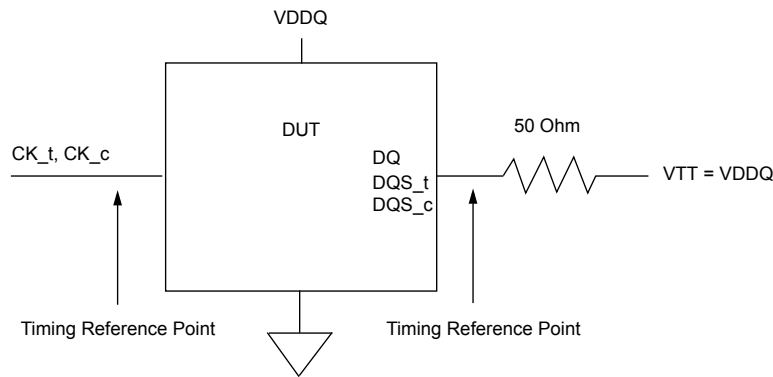 VDDQ
DUT
50 Ohm
CK_t, CK_c
DQ
DQS_t
DQS_c
VTT = VDDQ
Timing Reference Point
Timing Reference Point